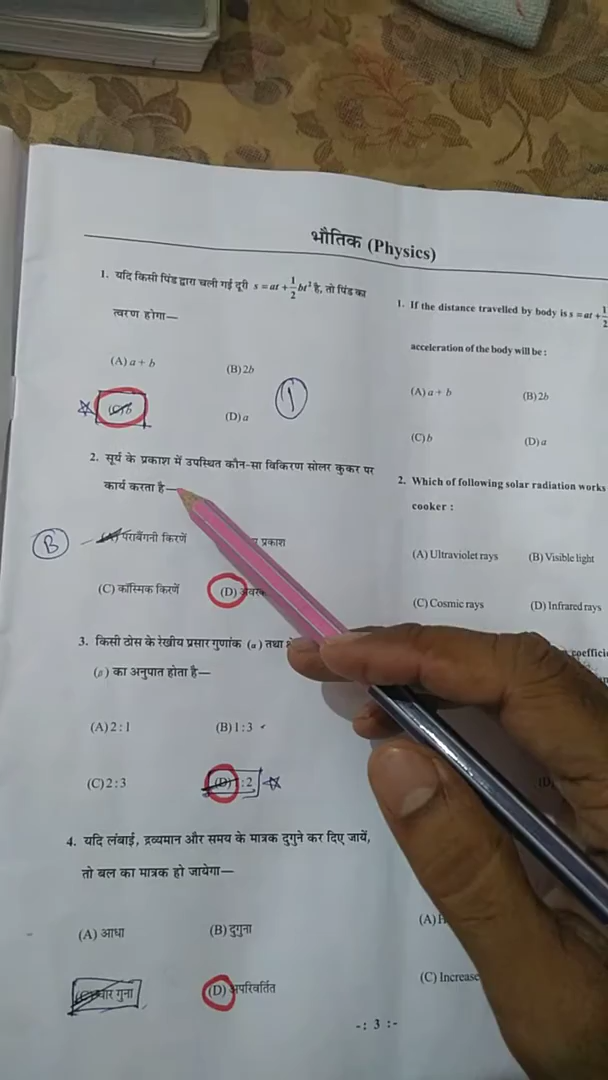 भौतिक (Physics)
1. यदि किसी पिंड द्वारा चली गई दूरी s = at + 1/2 bt² है, तो पिंड का
त्वरण होगा—
(A) a + b
(B) 2b
(C) b
(D) a
1
2. सूर्य के प्रकाश में उपस्थित कौन-सा विकिरण सोलर कुकर पर
कार्य करता है—
B
(A) पराबैंगनी किरणें
प्रकाश
(C) कॉस्मिक किरणें
(D)
3. किसी ठोस के रेखीय प्रसार गुणांक (α) तथा
(β) का अनुपात होता है—
(A) 2 : 1
(B) 1 : 3
(C) 2 : 3
(D) : 2
4. यदि लंबाई, द्रव्यमान और समय के मात्रक दुगुने कर दिए जायें,
तो बल का मात्रक हो जायेगा—
(A) आधा
(B) दुगुना
(C) चार गुना
(D) अपरिवर्तित
1. If the distance travelled by body is s = at + 1/2
acceleration of the body will be :
(A) a + b
(B) 2b
(C) b
(D) a
2. Which of following solar radiation works
cooker :
(A) Ultraviolet rays
(B) Visible light
(C) Cosmic rays
(D) Infrared rays
(A)
(C) Increase
-: 3 :-